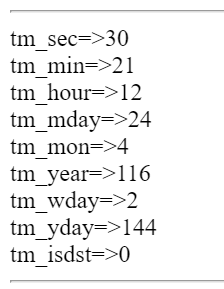 tm_sec=>30
tm_min=>21
tm_hour=>12
tm_mday=>24
tm_mon=>4
tm_year=>116
tm_wday=>2
tm_yday=>144
tm_isdst=>0